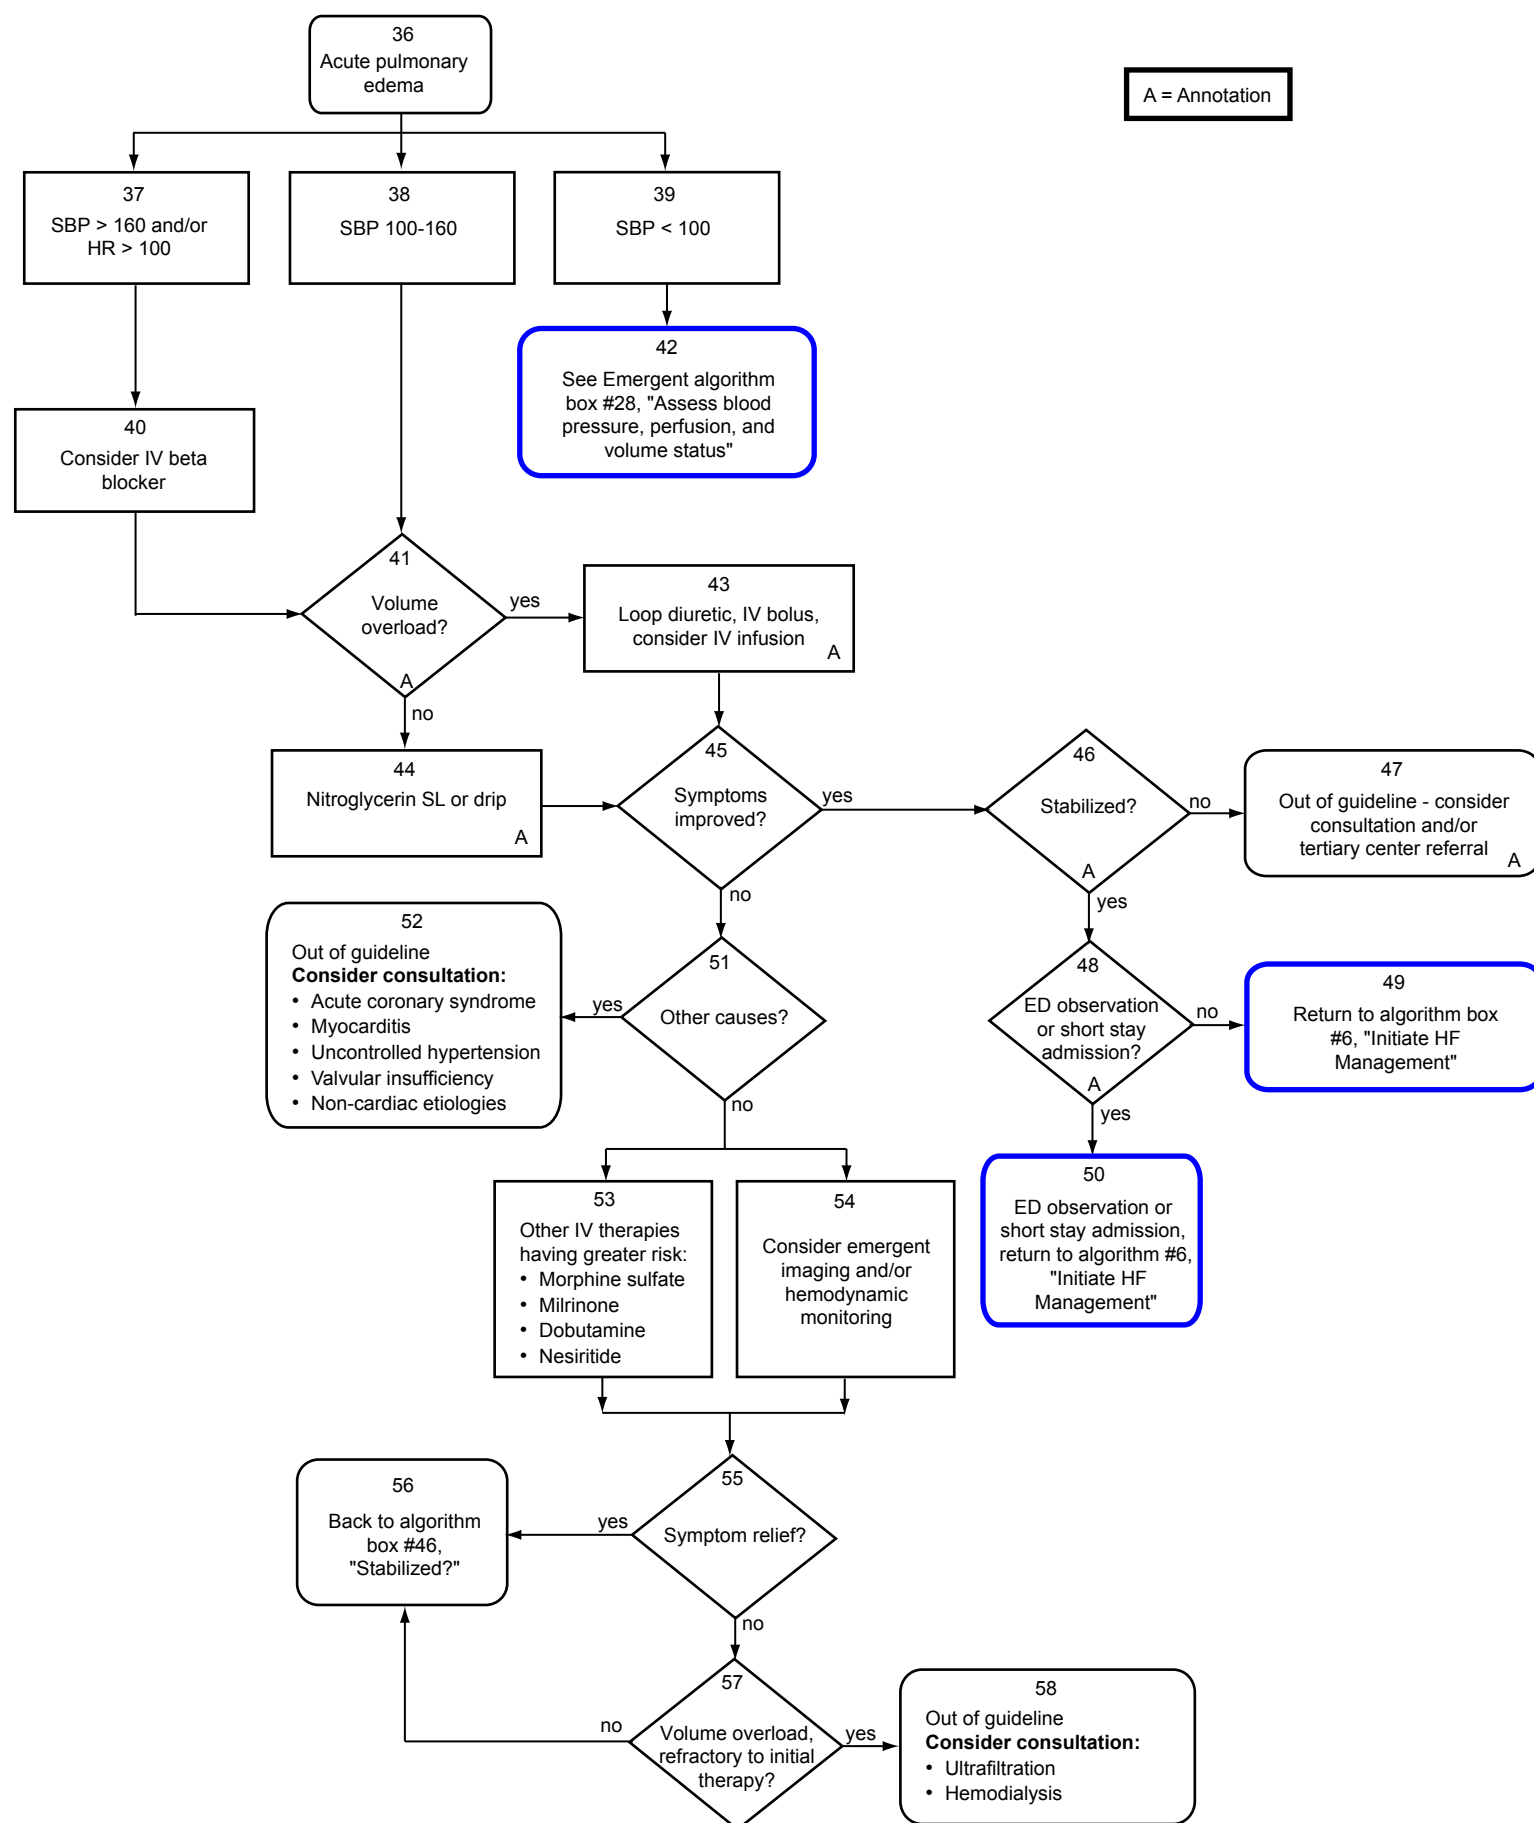 36
Acute pulmonary
edema
A = Annotation
37
SBP > 160 and/or
HR > 100
38
SBP 100-160
39
SBP < 100
42
See Emergent algorithm
box #28, "Assess blood
pressure, perfusion, and
volume status"
40
Consider IV beta
blocker
41
Volume
overload?
A
yes
no
43
Loop diuretic, IV bolus,
consider IV infusion
A
44
Nitroglycerin SL or drip
A
45
Symptoms
improved?
yes
no
46
Stabilized?
A
no
yes
47
Out of guideline - consider
consultation and/or
tertiary center referral
A
48
ED observation
or short stay
admission?
A
no
yes
49
Return to algorithm box
#6, "Initiate HF
Management"
50
ED observation or
short stay admission,
return to algorithm #6,
"Initiate HF
Management"
51
Other causes?
yes
no
52
Out of guideline
Consider consultation:
• Acute coronary syndrome
• Myocarditis
• Uncontrolled hypertension
• Valvular insufficiency
• Non-cardiac etiologies
53
Other IV therapies
having greater risk:
• Morphine sulfate
• Milrinone
• Dobutamine
• Nesiritide
54
Consider emergent
imaging and/or
hemodynamic
monitoring
55
Symptom relief?
yes
no
56
Back to algorithm
box #46,
"Stabilized?"
57
Volume overload,
refractory to initial
therapy?
no
yes
58
Out of guideline
Consider consultation:
• Ultrafiltration
• Hemodialysis